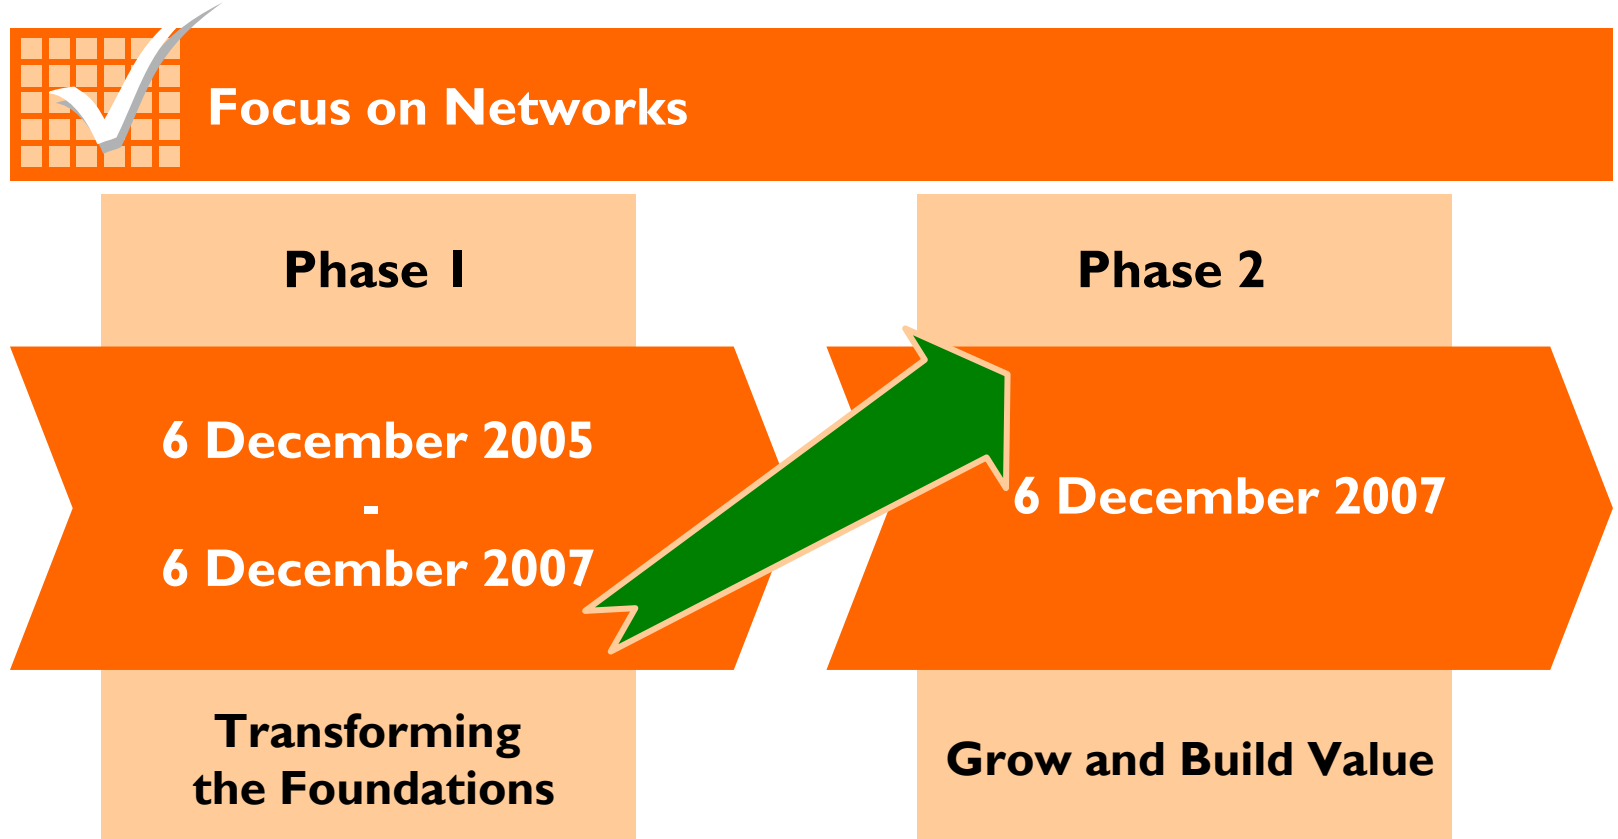 Focus on Networks
Phase 1
6 December 2005
-
6 December 2007
Transforming
the Foundations
Phase 2
6 December 2007
Grow and Build Value